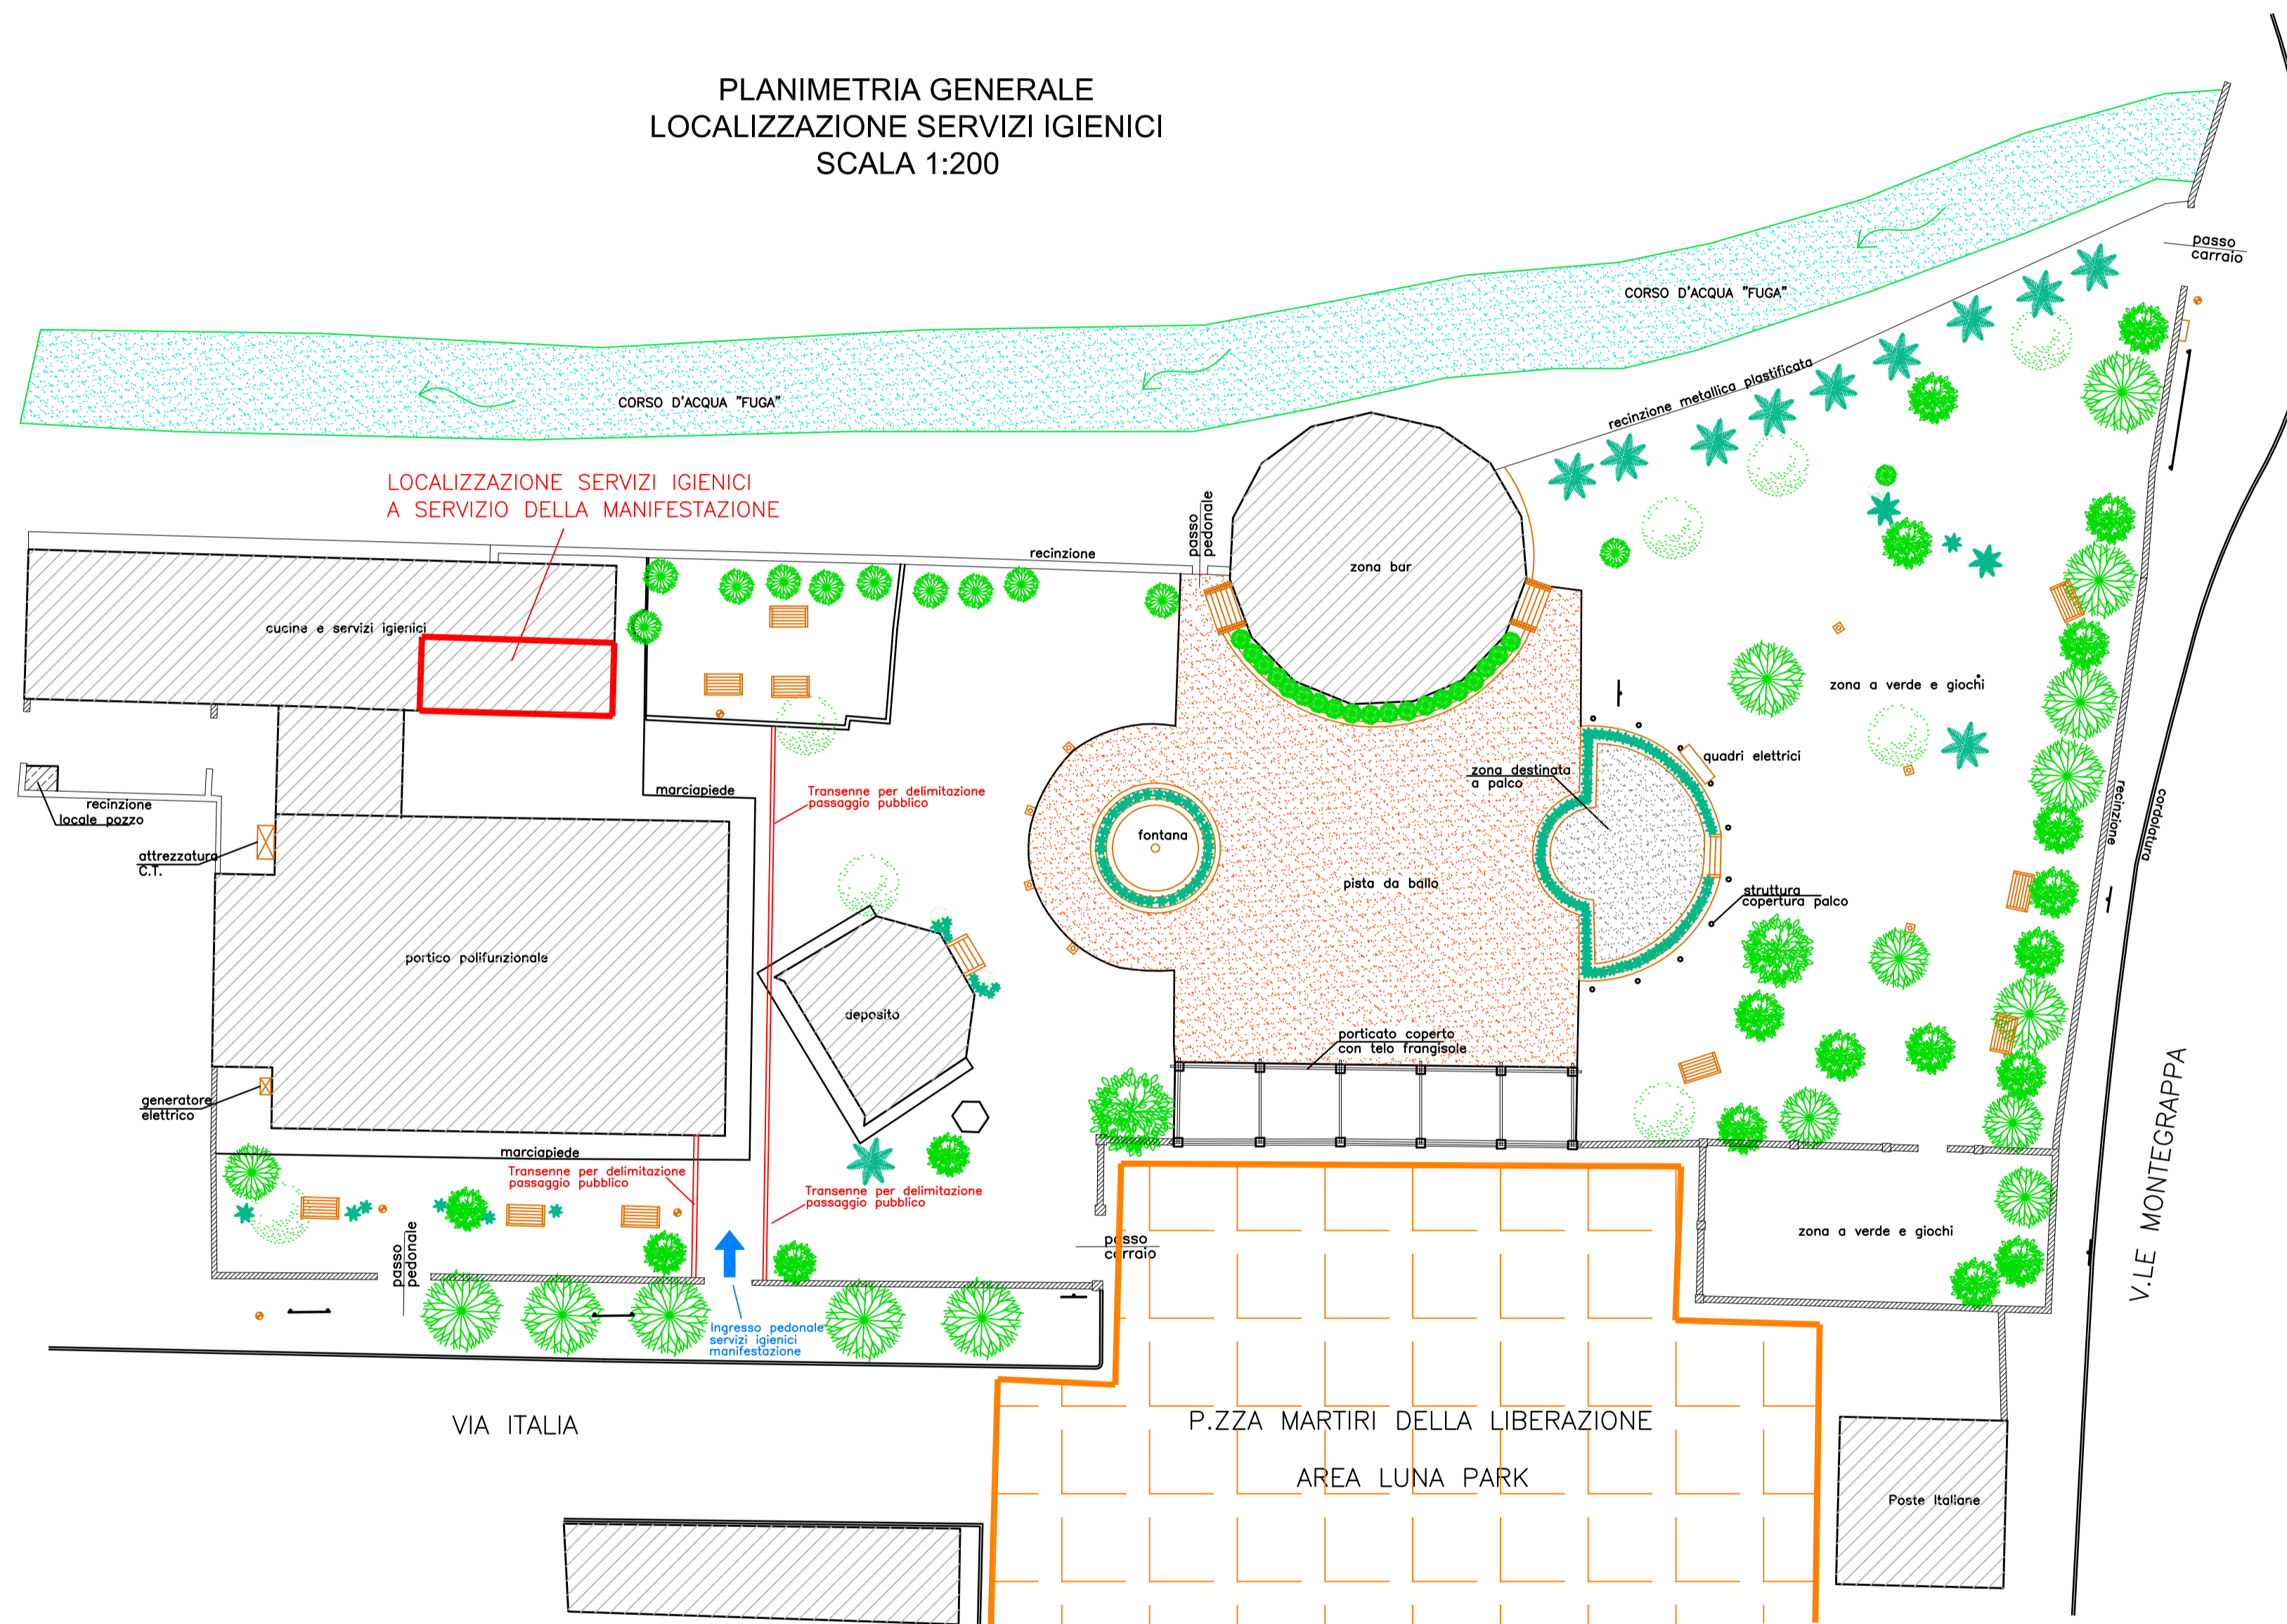 PLANIMETRIA GENERALE
LOCALIZZAZIONE SERVIZI IGIENICI
SCALA 1:200
passo
carraio
CORSO D'ACQUA "FUGA"
CORSO D'ACQUA "FUGA"
recinzione metallica plastificata
LOCALIZZAZIONE SERVIZI IGIENICI
A SERVIZIO DELLA MANIFESTAZIONE
passo
pedonale
recinzione
zona bar
cucine e servizi igienici
zona a verde e giochi
quadri elettrici
zona destinata
a palco
marciapiede
Transenne per delimitazione
passaggio pubblico
recinzione
locale pozzo
recinzione
cordolatura
fontana
attrezzatura
C.T.
pista da ballo
struttura
copertura palco
portico polifunzionale
deposito
porticato coperto
con telo frangisole
generatore
elettrico
marciapiede
Transenne per delimitazione
passaggio pubblico
Transenne per delimitazione
passaggio pubblico
V.LE MONTEGRAPPA
passo
pedonale
passo
carraio
zona a verde e giochi
Ingresso pedonale
servizi igienici
manifestazione
VIA ITALIA
P.ZZA MARTIRI DELLA LIBERAZIONE
AREA LUNA PARK
Poste Italiane